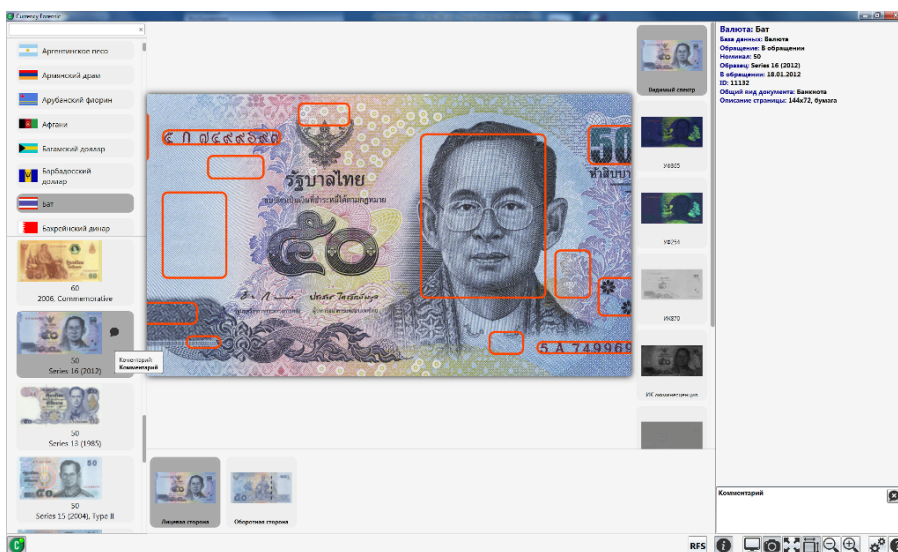 Currency Forensic
Аргентинское песо
Армянский драм
Арубанский флорин
Афгани
Багамский доллар
Барбадосский
доллар
Бат
Бахрейнский динар
60
2006, Commemorative
50
Series 16 (2012)
Коментарий
Комментарий
50
Series 13 (1985)
50
Series 15 (2004), Type II
50
รัฐบาลไทย
๕๐
5 A 749969
Лицевая сторона
Оборотная сторона
Видимый спектр
УФ365
УФ254
ИК870
ИК люминесценция
Валюта: Бат
База данных: Валюта
Обращение: В обращении
Номинал: 50
Образец: Series 16 (2012)
В обращении: 18.01.2012
ID: 11132
Общий вид документа: Банкнота
Описание страницы: 144x72, бумага
Комментарий
RFS